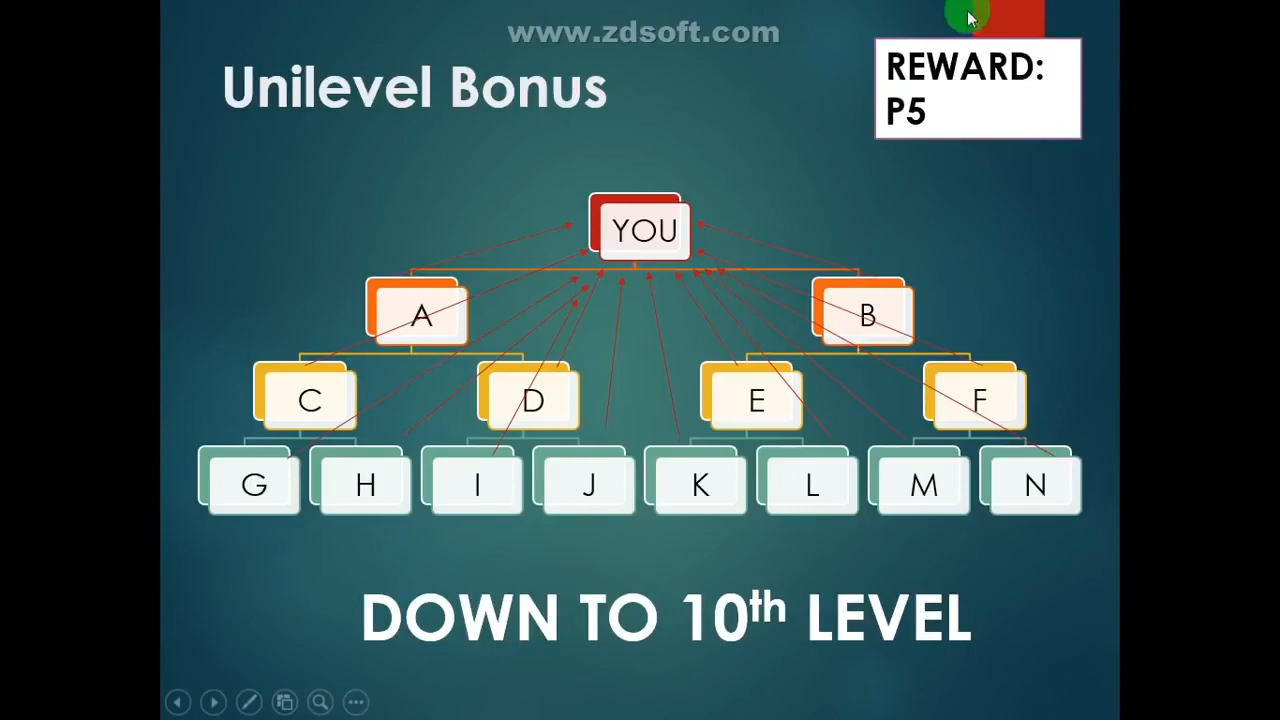 www.zdsoft.com
Unilevel Bonus
REWARD:
P5
YOU
A B
C D E F
G H I J K L M N
DOWN TO 10th LEVEL